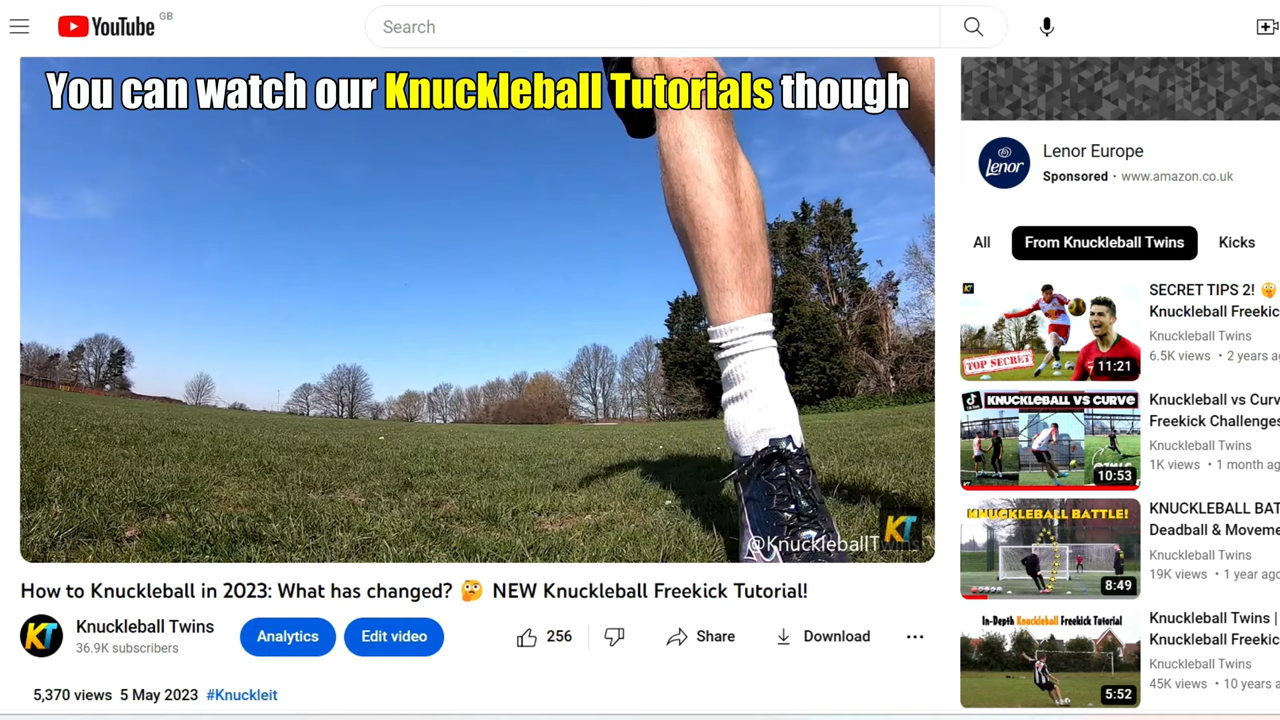 YouTube GB
Search
You can watch our Knuckleball Tutorials though
@KnuckleballTwins
KT
How to Knuckleball in 2023: What has changed? 🤔 NEW Knuckleball Freekick Tutorial!
KT
Knuckleball Twins
36.9K subscribers
Analytics
Edit video
256
Share
Download
5,370 views 5 May 2023 #Knuckleit
Lenor
Lenor Europe
Sponsored · www.amazon.co.uk
All
From Knuckleball Twins
Kicks
TOP SECRET
11:21
SECRET TIPS 2!
Knuckleball Freekic
Knuckleball Twins
6.5K views • 2 years a
KNUCKLEBALL VS CURVE
10:53
Knuckleball vs Curv
Freekick Challenges
Knuckleball Twins
1K views • 1 month ag
KNUCKLEBALL BATTLE!
8:49
KNUCKLEBALL BAT
Deadball & Moveme
Knuckleball Twins
19K views • 1 year ago
In-Depth Knuckleball Freekick Tutorial
5:52
Knuckleball Twins |
Knuckleball Freekic
Knuckleball Twins
45K views • 10 years a